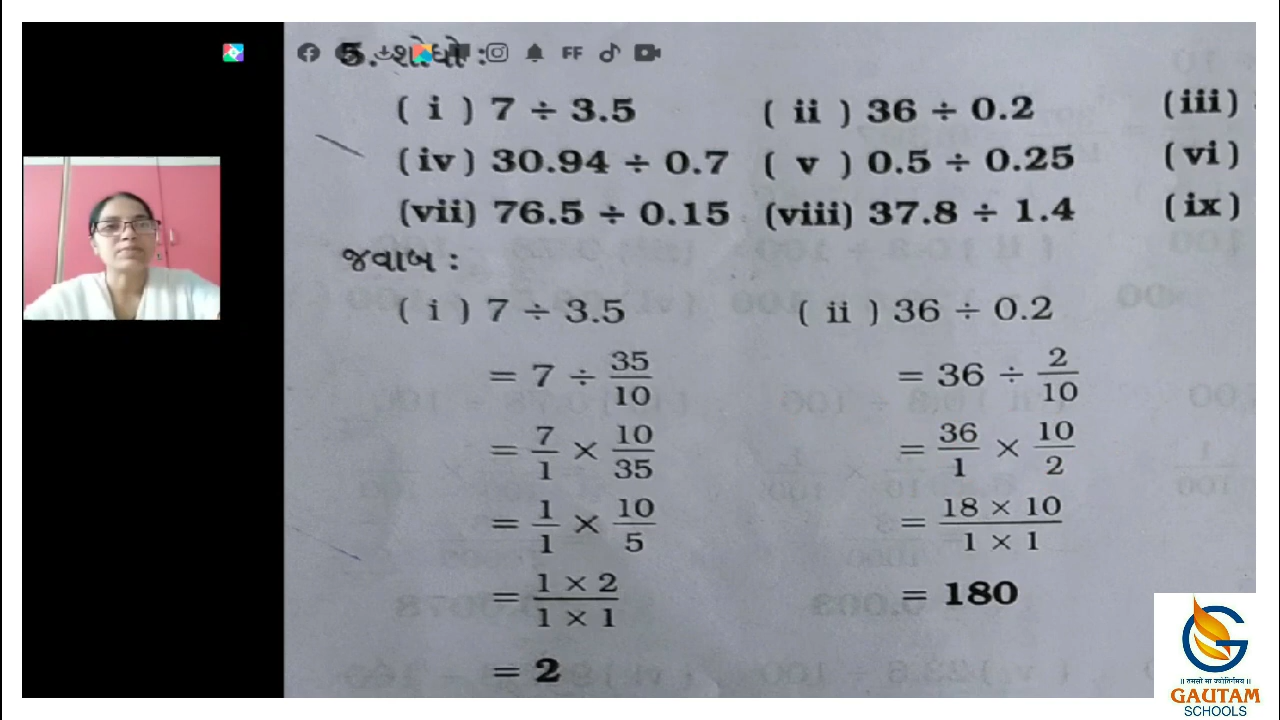 5. શોધો :
FF
( i ) 7 ÷ 3.5 ( ii ) 36 ÷ 0.2 (iii)
(iv) 30.94 ÷ 0.7 ( v ) 0.5 ÷ 0.25 (vi)
(vii) 76.5 ÷ 0.15 (viii) 37.8 ÷ 1.4 (ix)
જવાબ :
( i ) 7 ÷ 3.5 ( ii ) 36 ÷ 0.2
= 7 ÷ 35/10 = 36 ÷ 2/10
= 7/1 × 10/35 = 36/1 × 10/2
= 1/1 × 10/5 = 18 × 10/1 × 1
= 1 × 2/1 × 1 = 180
= 2
॥ तमसो मा ज्योतिर्गमय ॥
GAUTAM
SCHOOLS